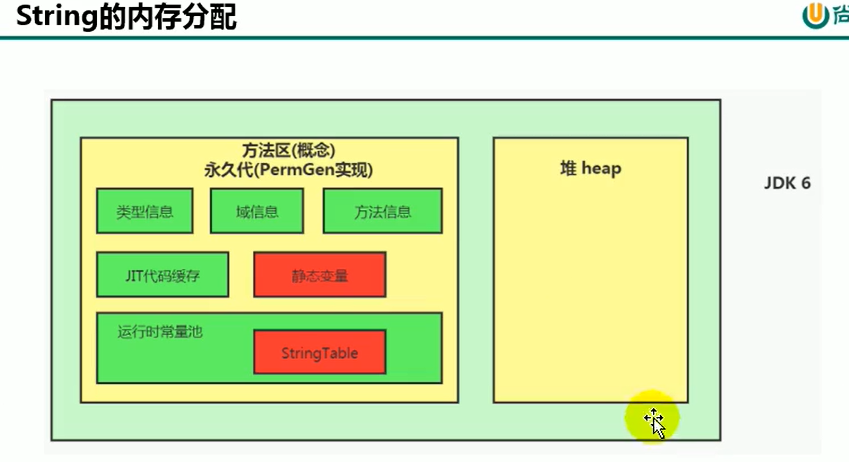 String的内存分配
尚
方法区(概念)
永久代(PermGen实现)
堆 heap
JDK 6
类型信息
域信息
方法信息
JIT代码缓存
静态变量
运行时常量池
StringTable